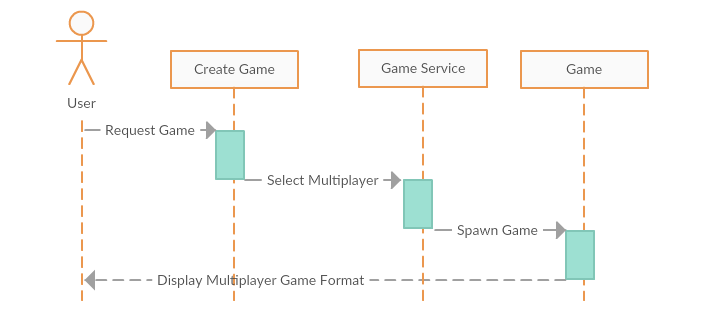 Create Game
Game Service
Game
User
Request Game
Select Multiplayer
Spawn Game
Display Multiplayer Game Format